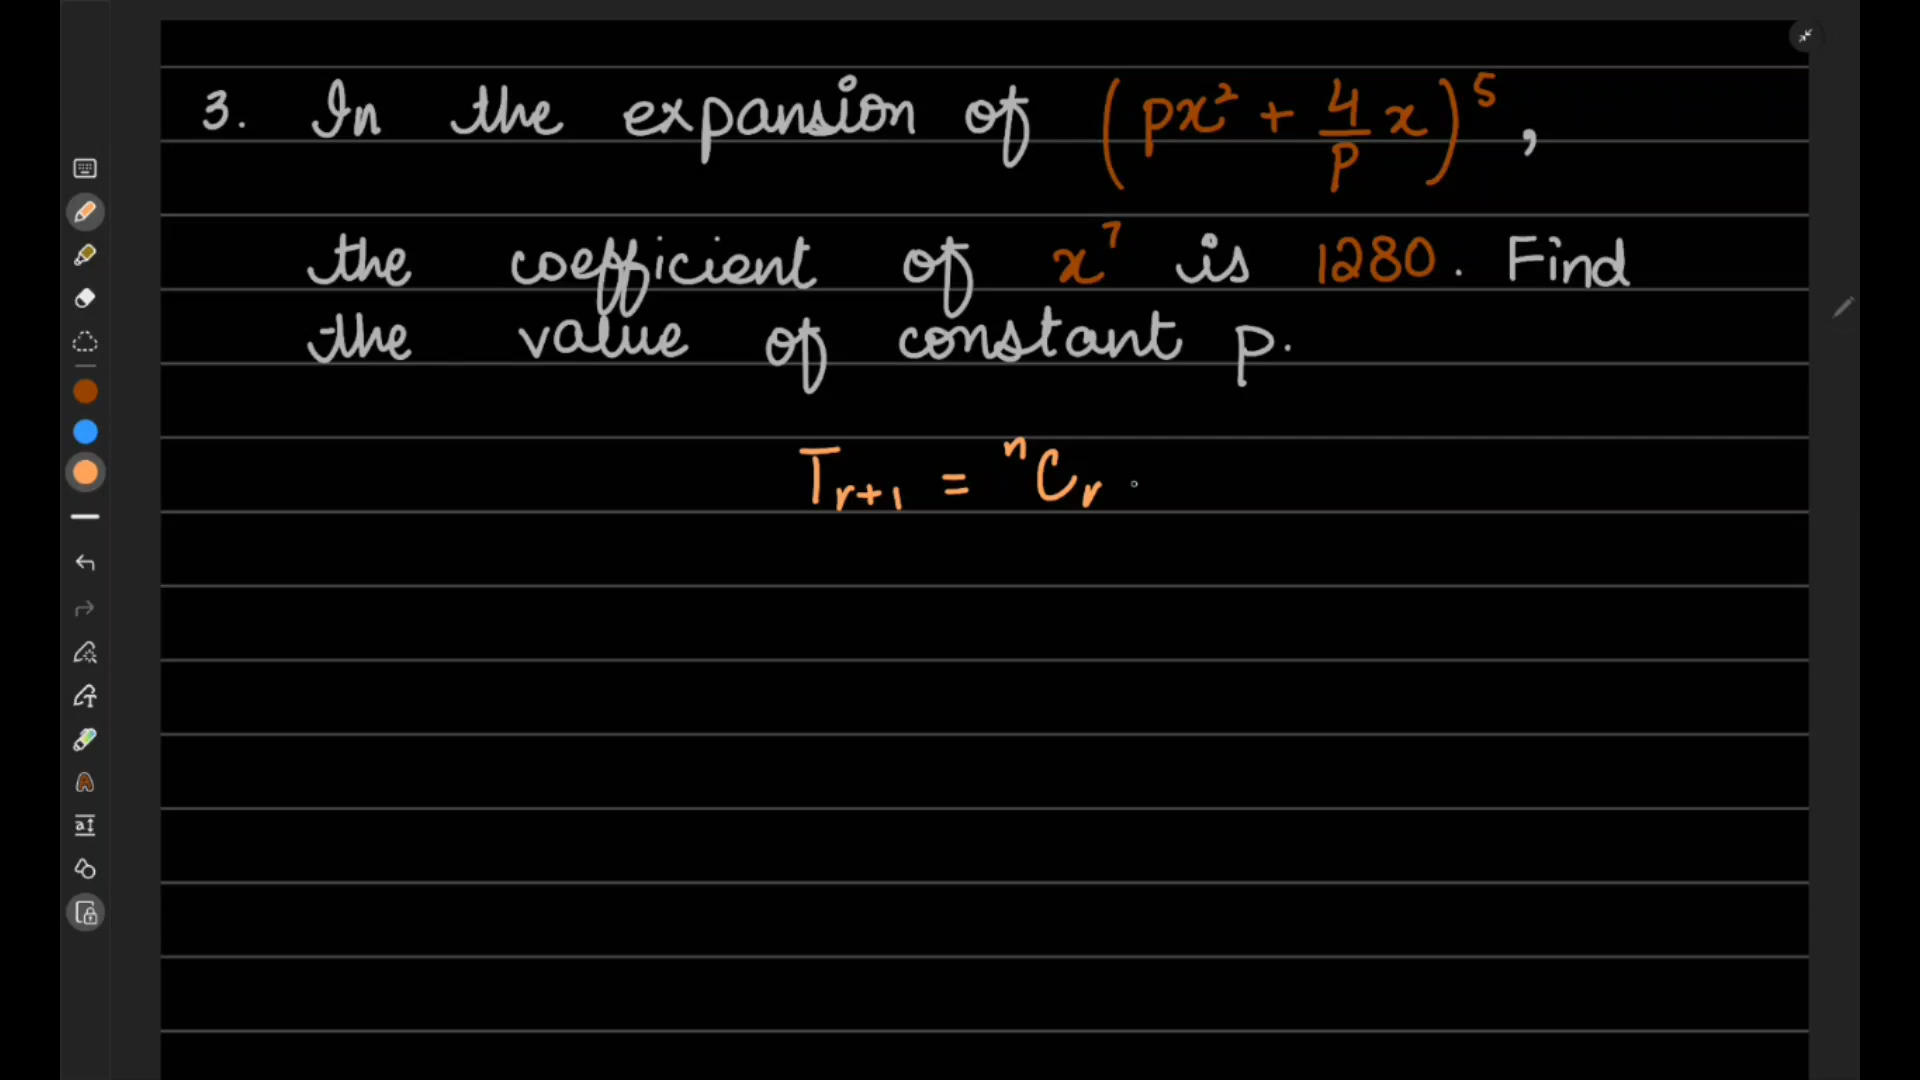 3. In the expansion of (px² + 4/p x)⁵,
the coefficient of x⁷ is 1280. Find
the value of constant p.
Tᵣ₊₁ = ⁿCᵣ .